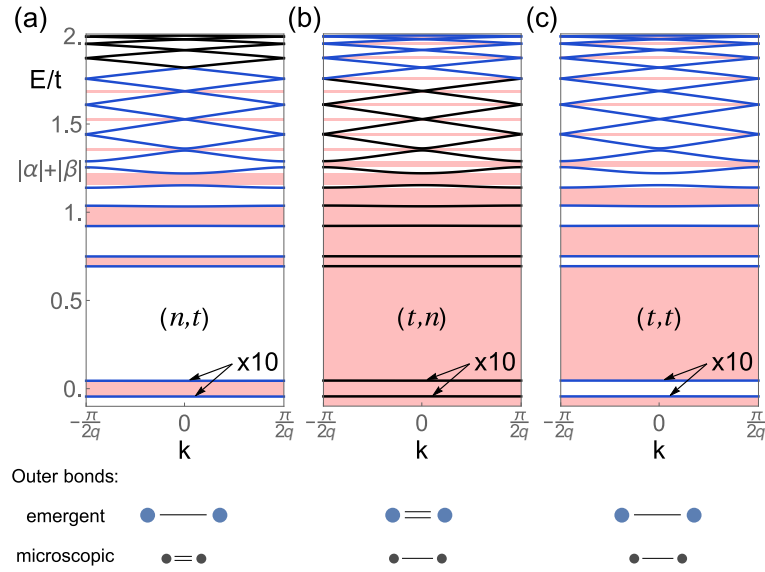 (a) (b) (c)
2.
E/t
1.5
|α|+|β|
1.
0.5
0.
(n,t) (t,n) (t,t)
x10 x10 x10
-π/2q 0 π/2q -π/2q 0 π/2q -π/2q 0 π/2q
k k k
Outer bonds:
emergent
microscopic